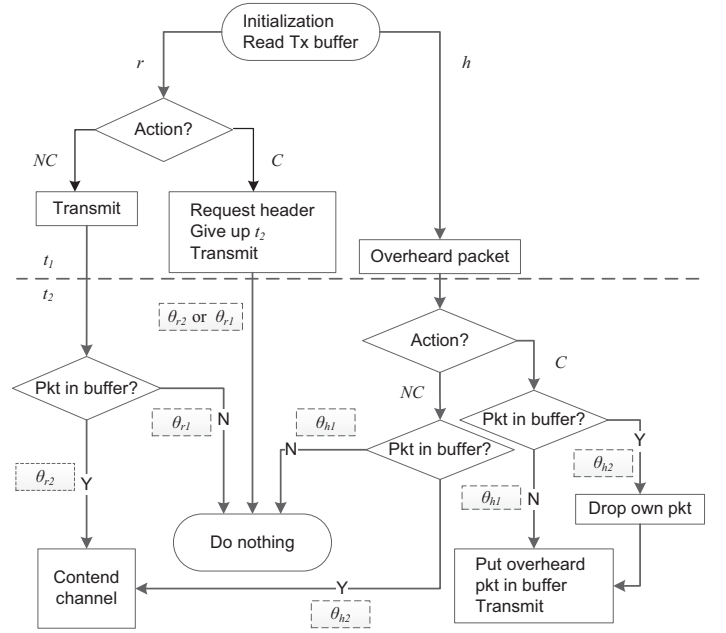 Initialization
Read Tx buffer
r
h
Action?
NC
C
Transmit
Request header
Give up t2
Transmit
Overheard packet
t1
t2
θr2 or θr1
Action?
C
NC
Pkt in buffer?
θr1
N
θh1
N
Pkt in buffer?
Pkt in buffer?
Y
θh2
θr2
Y
θh1
N
Drop own pkt
Do nothing
Contend
channel
Y
θh2
Put overheard
pkt in buffer
Transmit